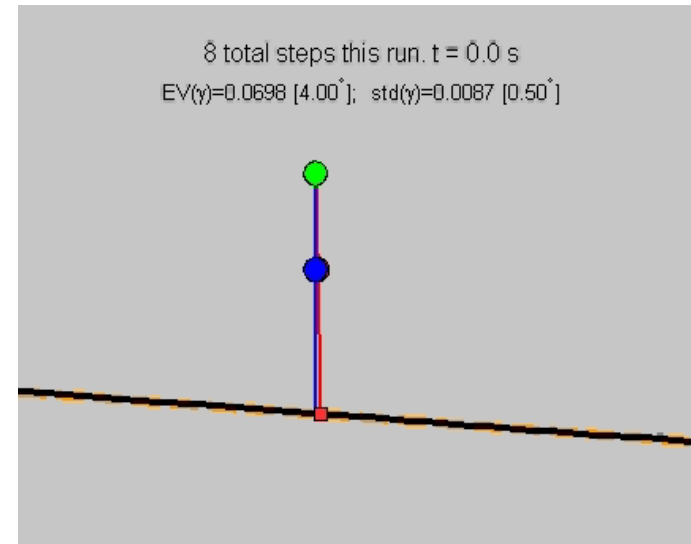 8 total steps this run. t = 0.0 s
EV(γ)=0.0698 [4.00°]; std(γ)=0.0087 [0.50°]